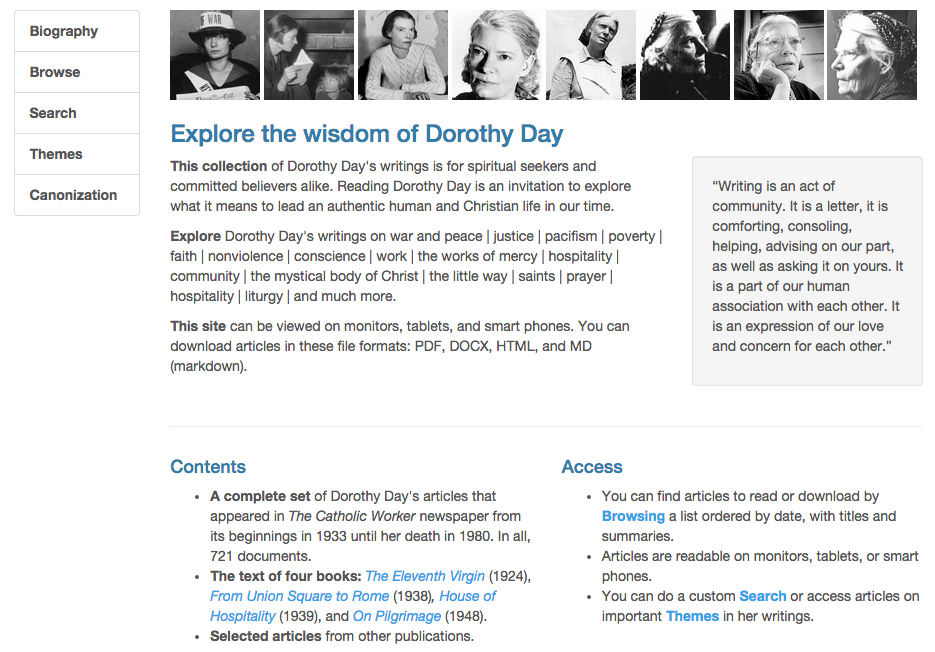 Biography
Browse
Search
Themes
Canonization
OF WAR
Explore the wisdom of Dorothy Day
This collection of Dorothy Day's writings is for spiritual seekers and
committed believers alike. Reading Dorothy Day is an invitation to explore
what it means to lead an authentic human and Christian life in our time.
Explore Dorothy Day's writings on war and peace | justice | pacifism | poverty |
faith | nonviolence | conscience | work | the works of mercy | hospitality |
community | the mystical body of Christ | the little way | saints | prayer |
hospitality | liturgy | and much more.
This site can be viewed on monitors, tablets, and smart phones. You can
download articles in these file formats: PDF, DOCX, HTML, and MD
(markdown).
“Writing is an act of
community. It is a letter, it is
comforting, consoling,
helping, advising on our part,
as well as asking it on yours. It
is a part of our human
association with each other. It
is an expression of our love
and concern for each other.”
Contents
• A complete set of Dorothy Day's articles that
appeared in The Catholic Worker newspaper from
its beginnings in 1933 until her death in 1980. In all,
721 documents.
• The text of four books: The Eleventh Virgin (1924),
From Union Square to Rome (1938), House of
Hospitality (1939), and On Pilgrimage (1948).
• Selected articles from other publications.
Access
• You can find articles to read or download by
Browsing a list ordered by date, with titles and
summaries.
• Articles are readable on monitors, tablets, or smart
phones.
• You can do a custom Search or access articles on
important Themes in her writings.